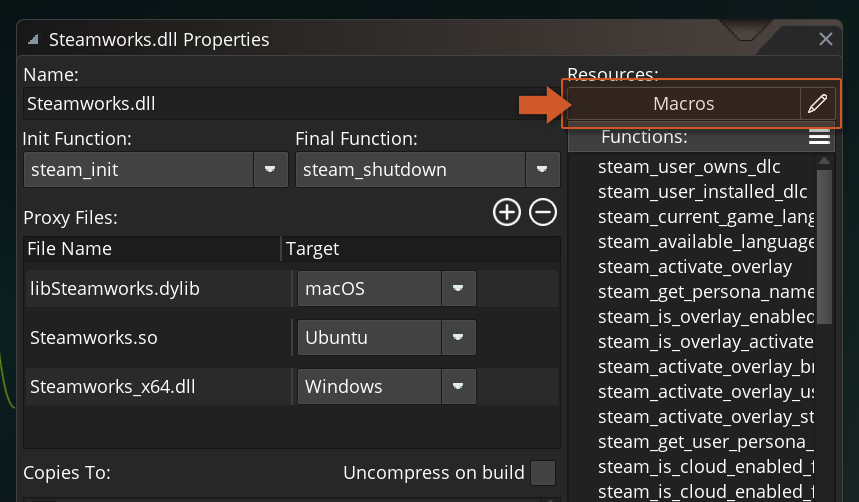 Steamworks.dll Properties
Name:
Steamworks.dll
Init Function:
Final Function:
steam_init
steam_shutdown
Proxy Files:
File Name
Target
libSteamworks.dylib
macOS
Steamworks.so
Ubuntu
Steamworks_x64.dll
Windows
Copies To:
Uncompress on build
Resources:
Macros
Functions:
steam_user_owns_dlc
steam_user_installed_dlc
steam_current_game_lang
steam_available_language
steam_activate_overlay
steam_get_persona_name
steam_is_overlay_enabled
steam_is_overlay_activate
steam_activate_overlay_br
steam_activate_overlay_us
steam_activate_overlay_st
steam_get_user_persona_
steam_is_cloud_enabled_f
steam_is_cloud_enabled_f